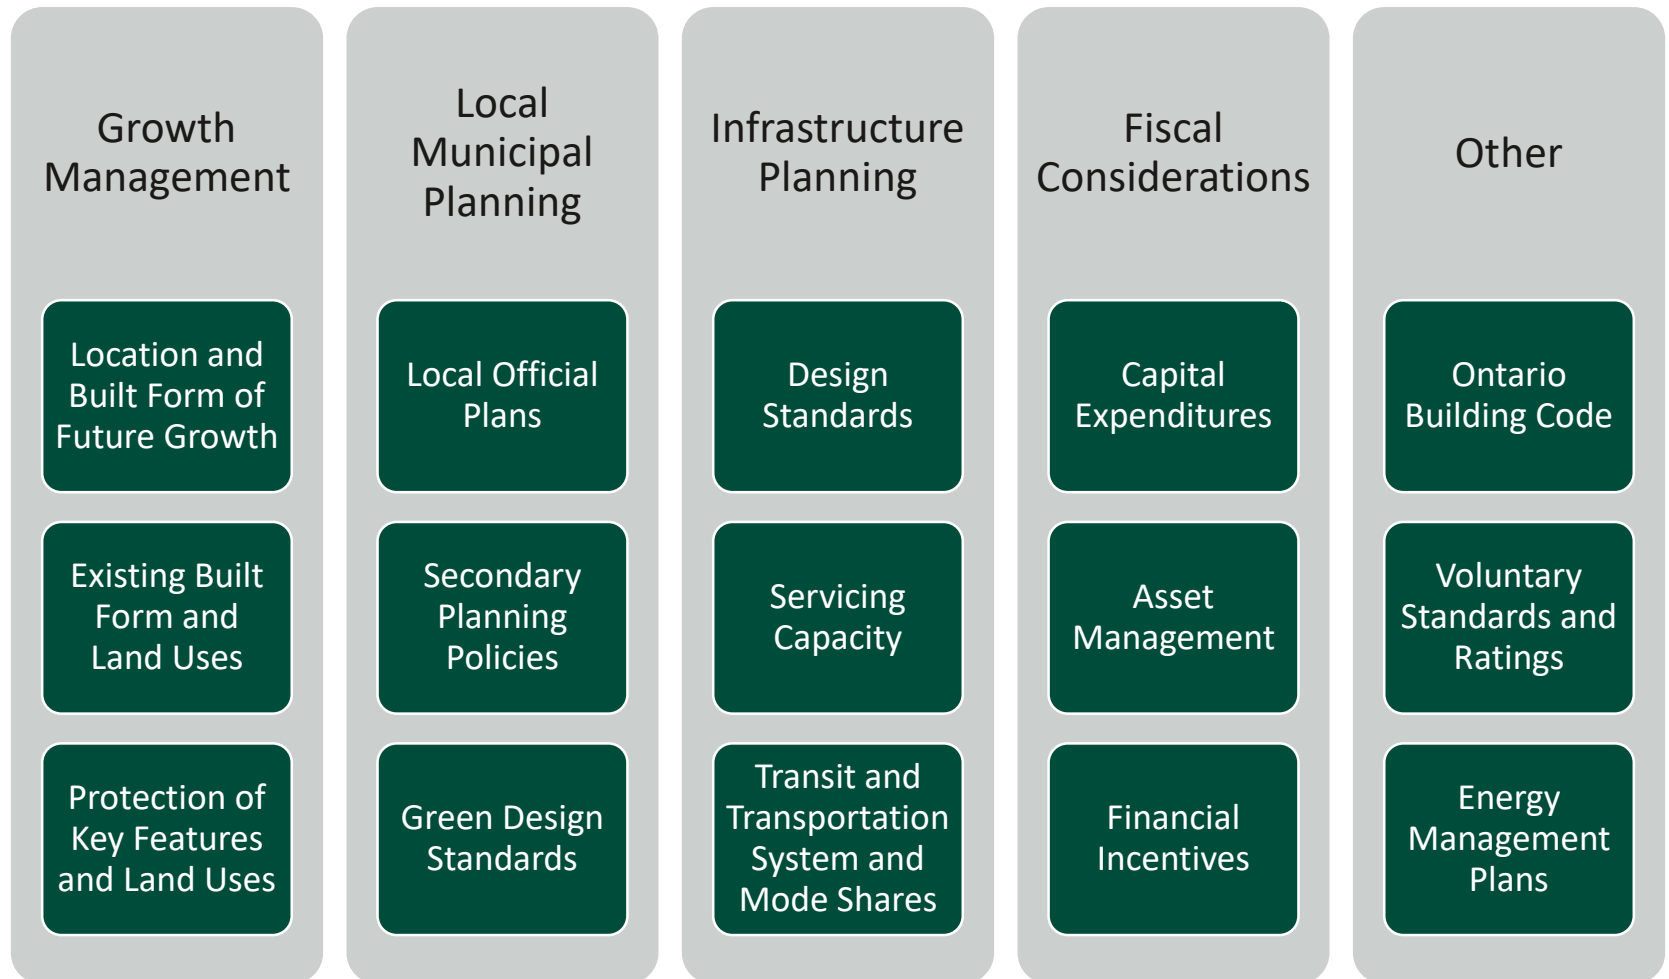 Growth
Management
Location and
Built Form of
Future Growth
Existing Built
Form and
Land Uses
Protection of
Key Features
and Land Uses
Local
Municipal
Planning
Local Official
Plans
Secondary
Planning
Policies
Green Design
Standards
Infrastructure
Planning
Design
Standards
Servicing
Capacity
Transit and
Transportation
System and
Mode Shares
Fiscal
Considerations
Capital
Expenditures
Asset
Management
Financial
Incentives
Other
Ontario
Building Code
Voluntary
Standards and
Ratings
Energy
Management
Plans